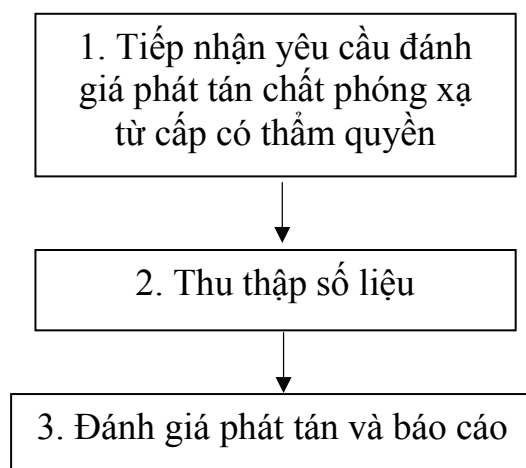 1. Tiếp nhận yêu cầu đánh
giá phát tán chất phóng xạ
từ cấp có thẩm quyền
2. Thu thập số liệu
3. Đánh giá phát tán và báo cáo